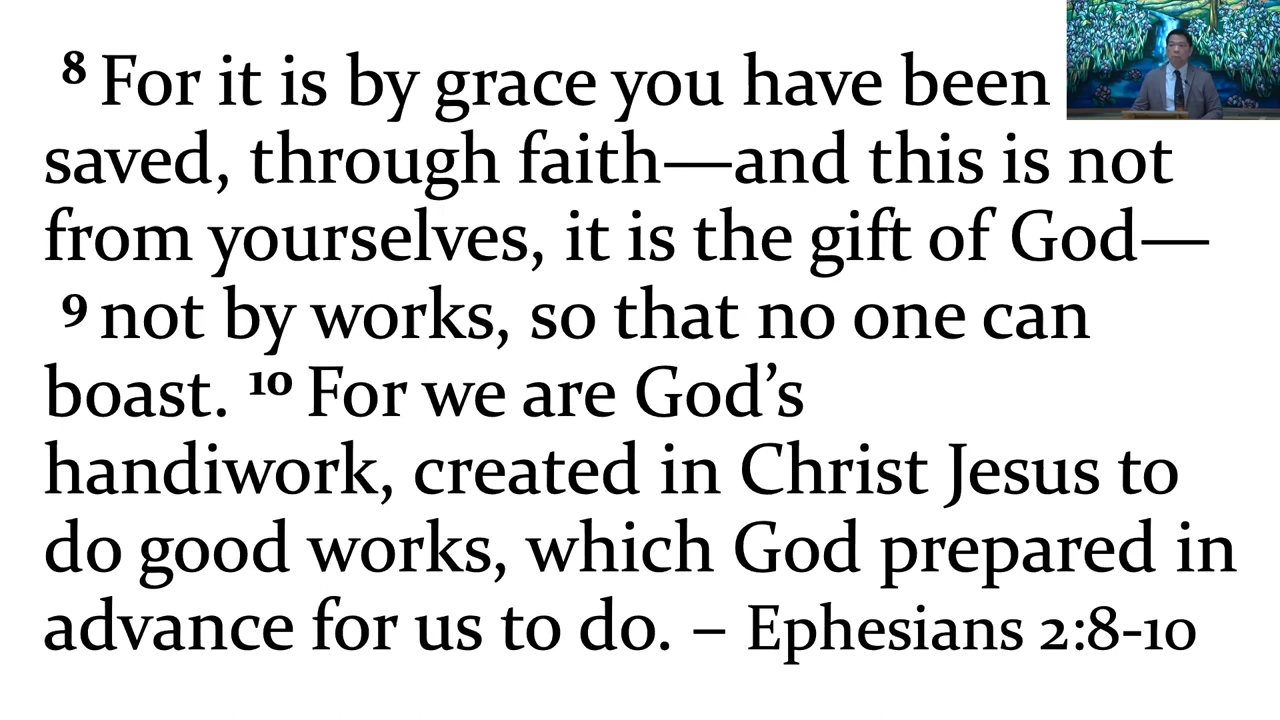 8 For it is by grace you have been
saved, through faith—and this is not
from yourselves, it is the gift of God—
9 not by works, so that no one can
boast. 10 For we are God’s
handiwork, created in Christ Jesus to
do good works, which God prepared in
advance for us to do. – Ephesians 2:8-10